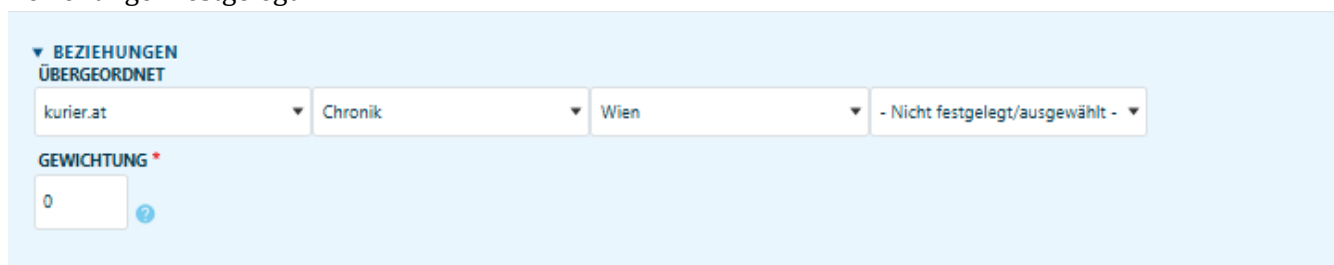 ▼ BEZIEHUNGEN
ÜBERGEORDNET
kurier.at ▼ Chronik ▼ Wien ▼ - Nicht festgelegt/ausgewählt - ▼
GEWICHTUNG *
0 ?